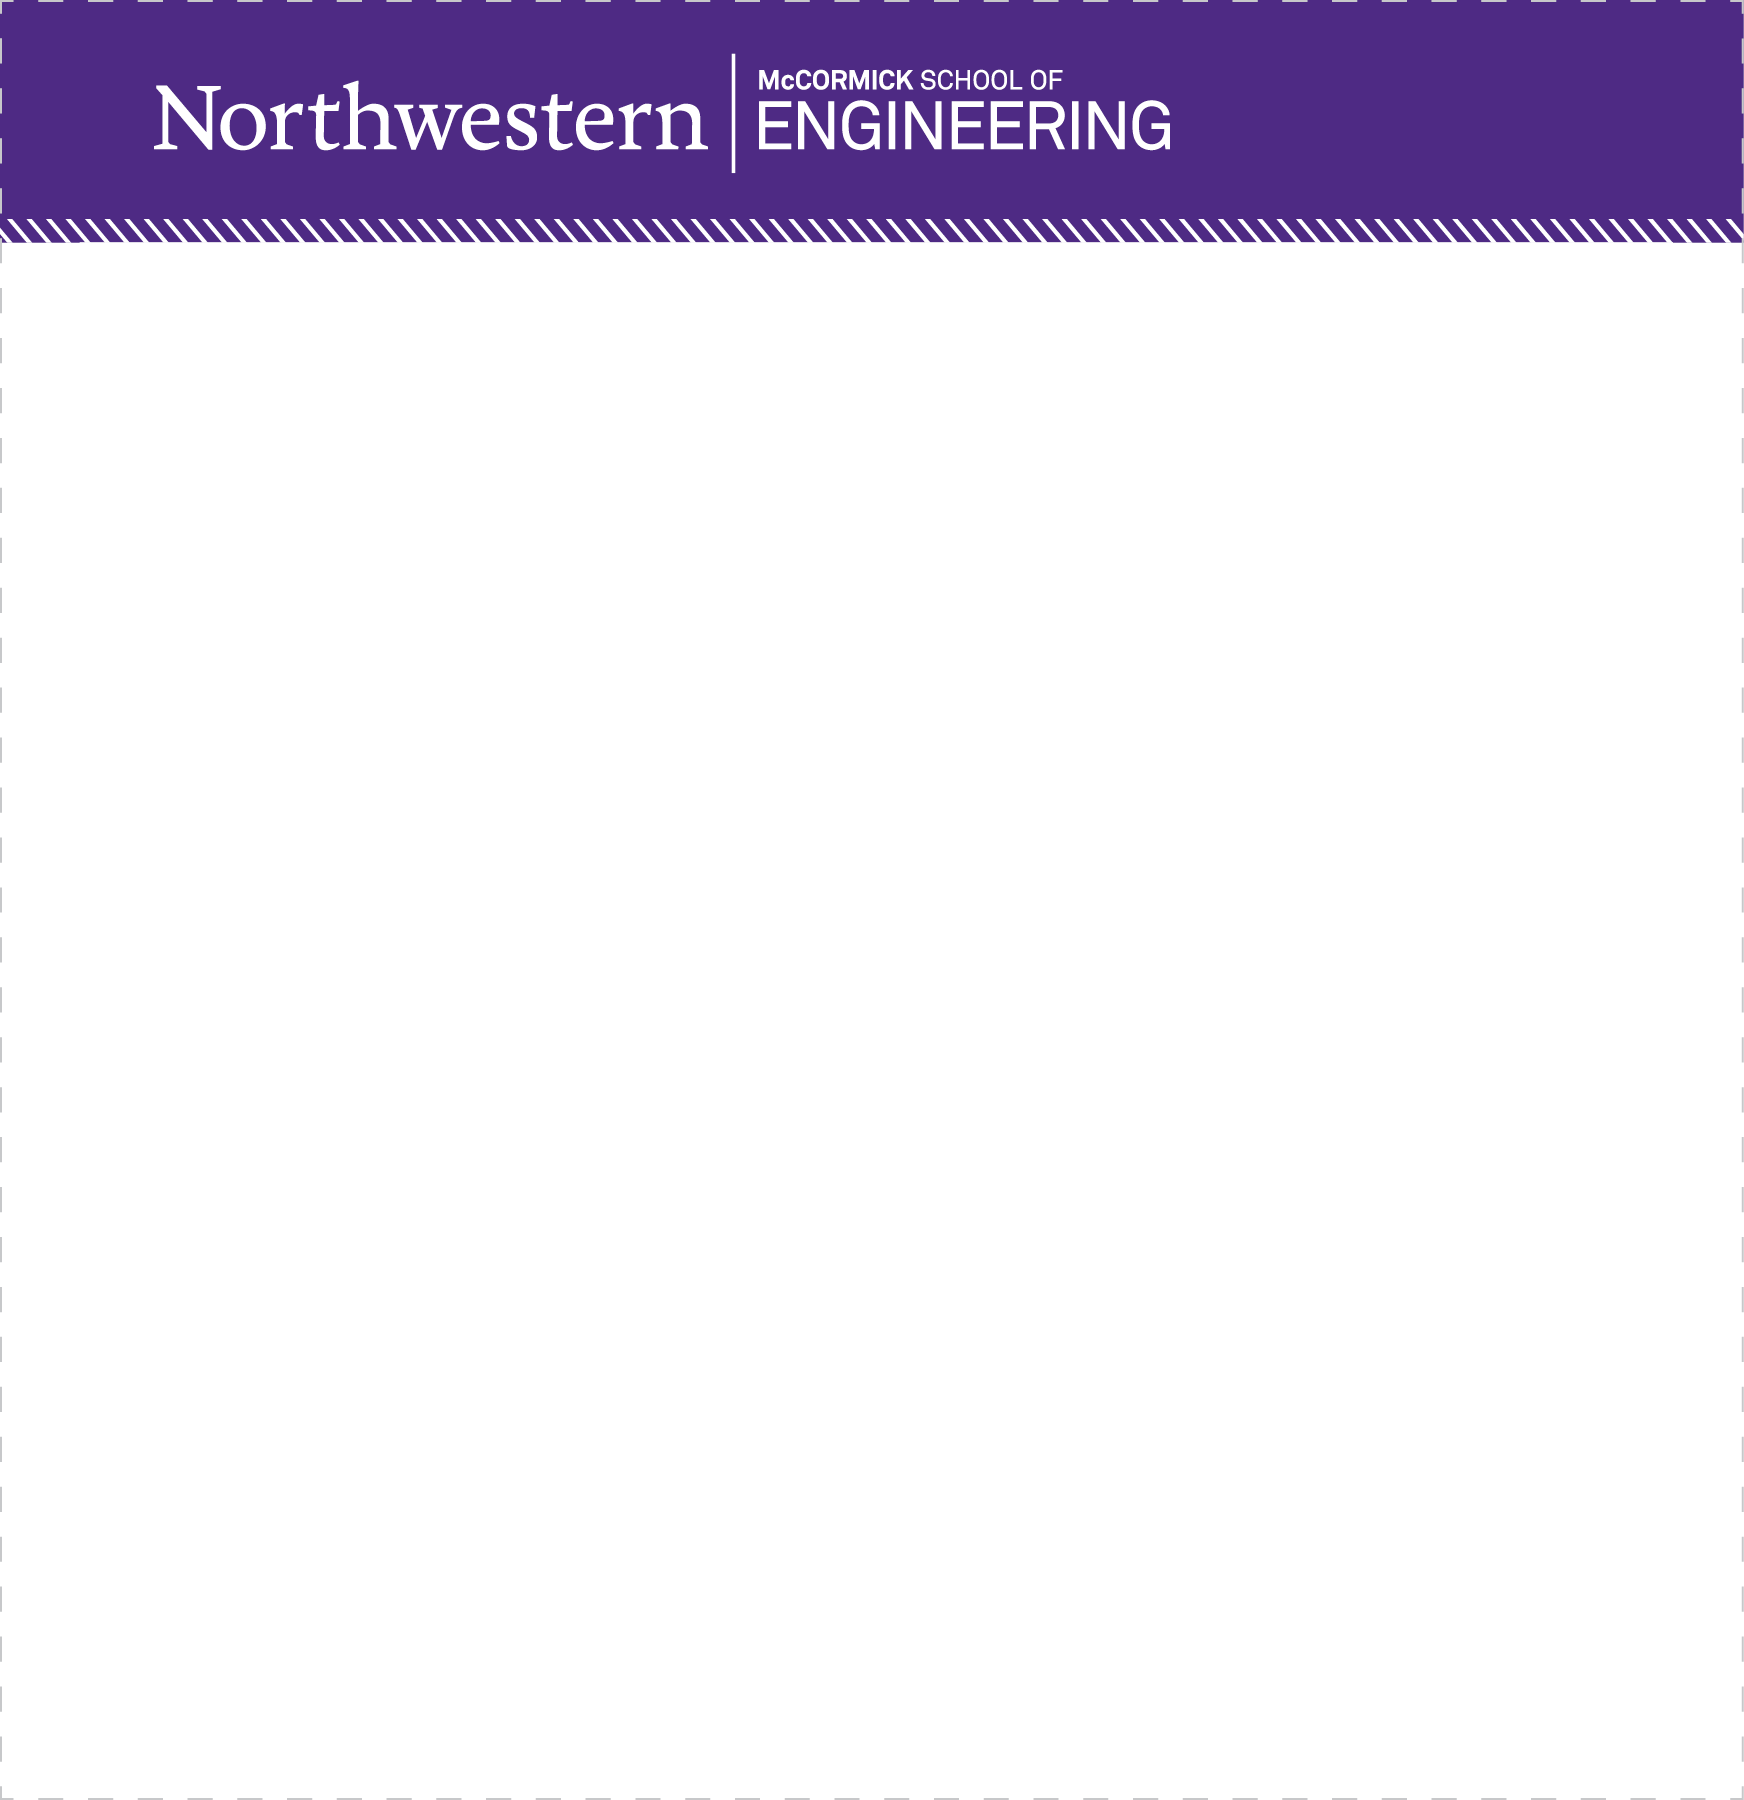 Northwestern
McCORMICK SCHOOL OF
ENGINEERING